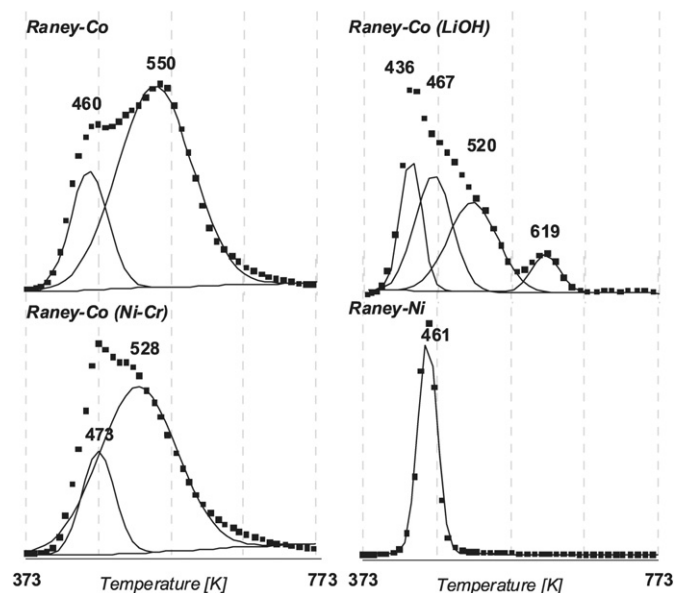 Raney-Co
460
550
Raney-Co (LiOH)
436
467
520
619
Raney-Co (Ni-Cr)
473
528
Raney-Ni
461
373
Temperature [K]
773
373
Temperature [K]
773